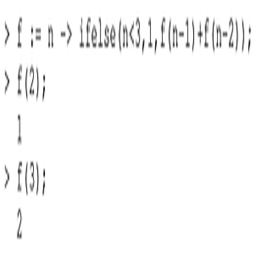 > f := n -> ifelse(n<3,1,f(n-1)+f(n-2));
> f(2);
1
> f(3);
2